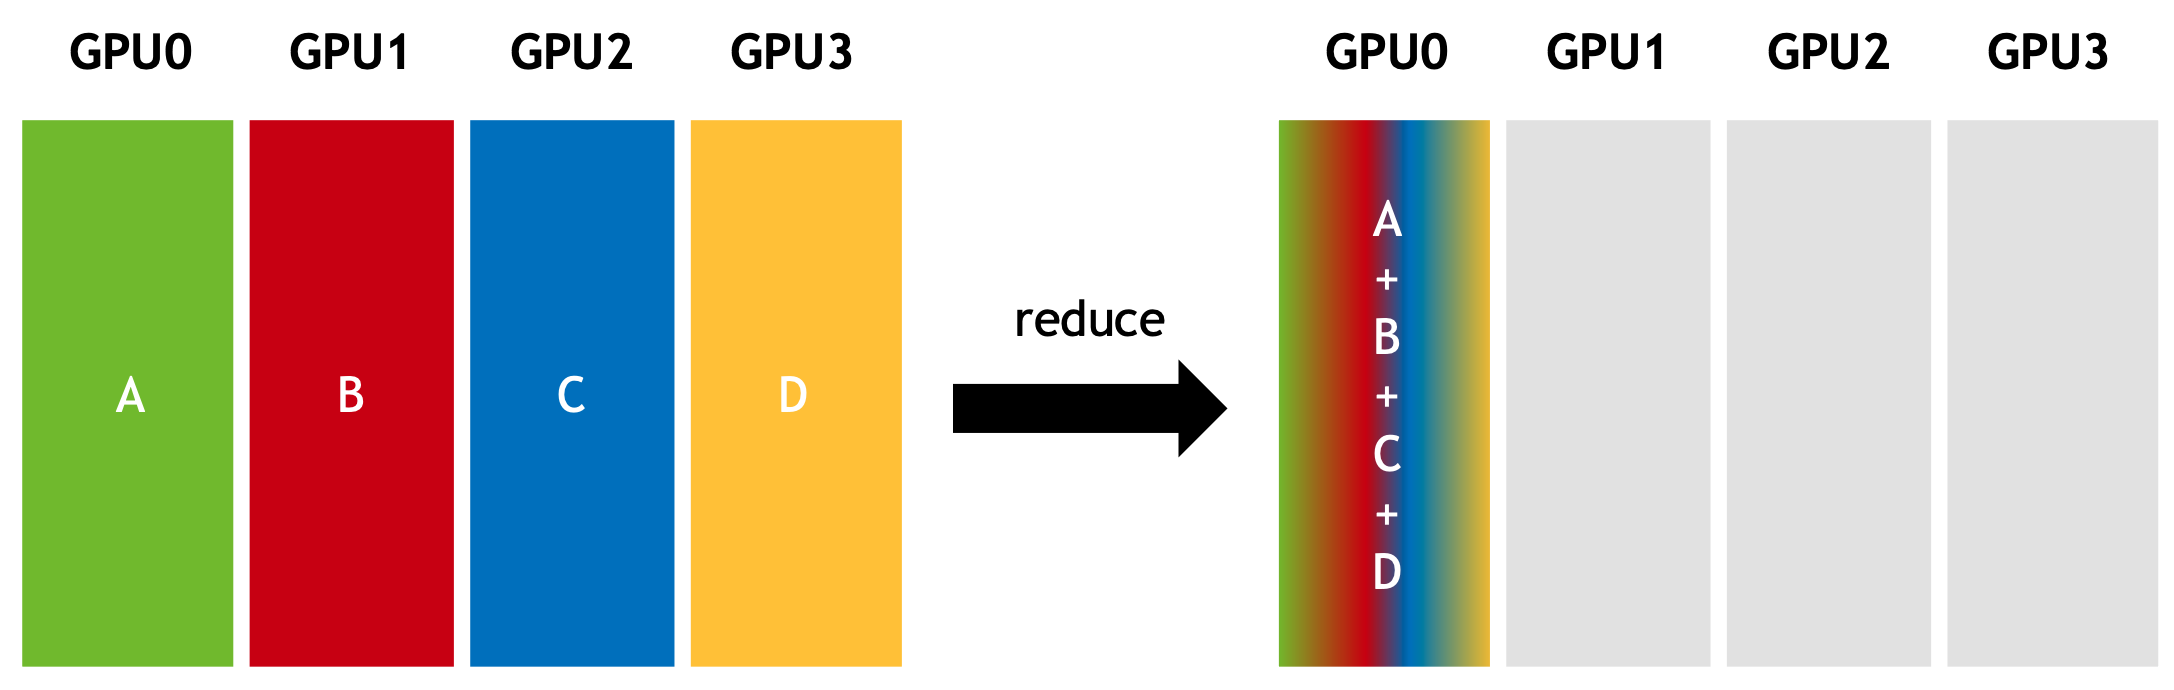 GPU0 GPU1 GPU2 GPU3 GPU0 GPU1 GPU2 GPU3
A B C D
reduce
A
+
B
+
C
+
D